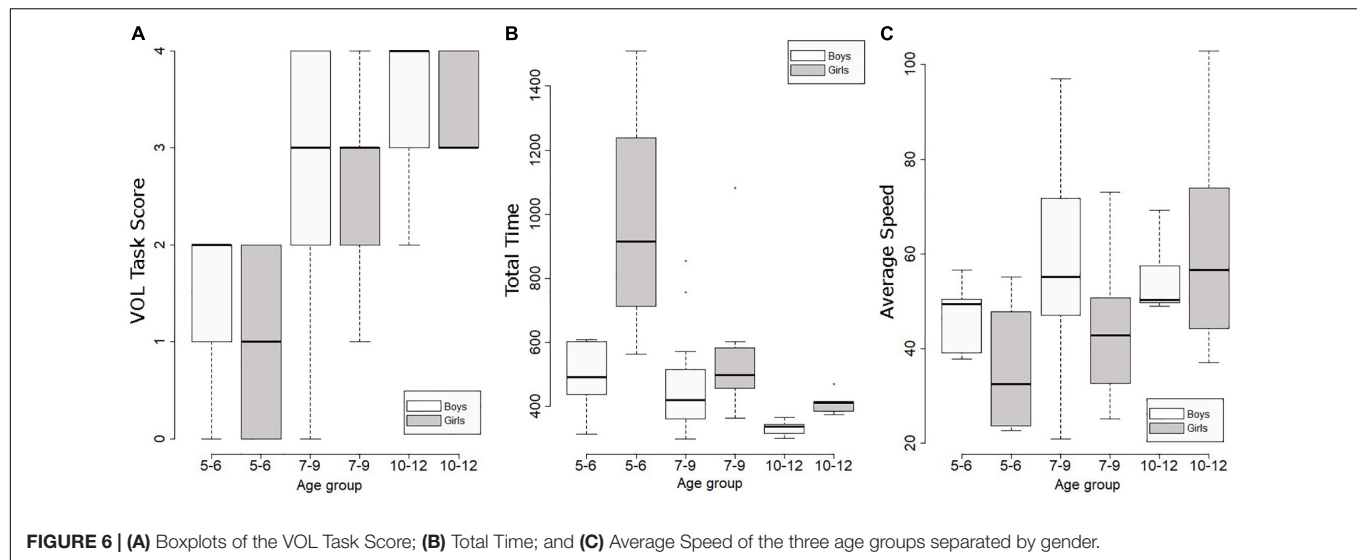 A
VOL Task Score
4
3
2
1
0
Boys
Girls
5-6 5-6 7-9 7-9 10-12 10-12
Age group
B
Total Time
1400
1200
1000
800
600
400
Boys
Girls
5-6 5-6 7-9 7-9 10-12 10-12
Age group
C
Average Speed
100
80
60
40
20
Boys
Girls
5-6 5-6 7-9 7-9 10-12 10-12
Age group
FIGURE 6 | (A) Boxplots of the VOL Task Score; (B) Total Time; and (C) Average Speed of the three age groups separated by gender.